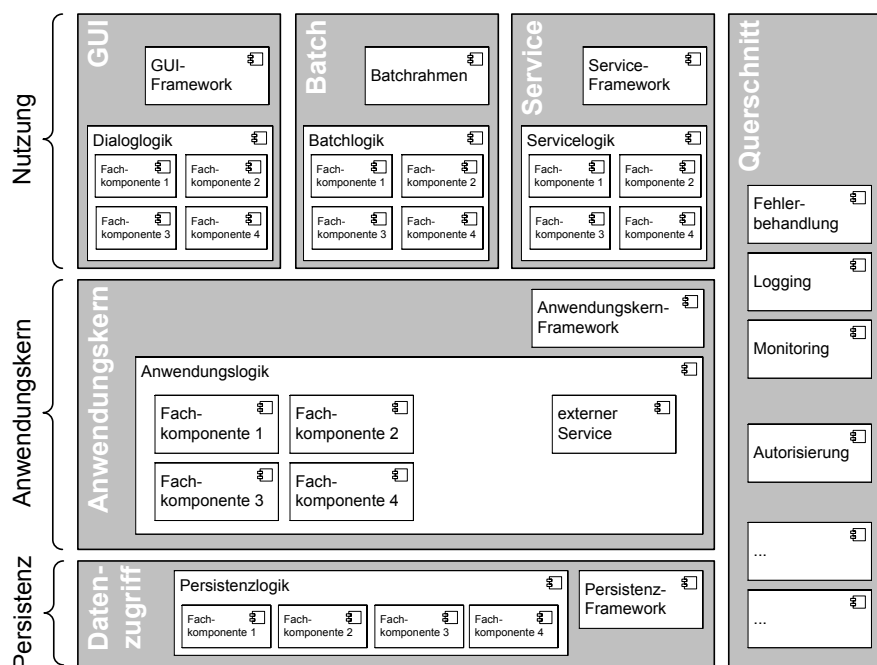 Nutzung
GUI
GUI-
Framework
Dialoglogik
Fach-
komponente 1
Fach-
komponente 2
Fach-
komponente 3
Fach-
komponente 4
Batch
Batchrahmen
Batchlogik
Fach-
komponente 1
Fach-
komponente 2
Fach-
komponente 3
Fach-
komponente 4
Service
Service-
Framework
Servicelogik
Fach-
komponente 1
Fach-
komponente 2
Fach-
komponente 3
Fach-
komponente 4
Anwendungskern
Anwendungskern
Anwendungskern-
Framework
Anwendungslogik
Fach-
komponente 1
Fach-
komponente 2
Fach-
komponente 3
Fach-
komponente 4
externer
Service
Persistenz
Daten-
zugriff
Persistenzlogik
Fach-
komponente 1
Fach-
komponente 2
Fach-
komponente 3
Fach-
komponente 4
Persistenz-
Framework
Querschnitt
Fehler-
behandlung
Logging
Monitoring
Autorisierung
...
...